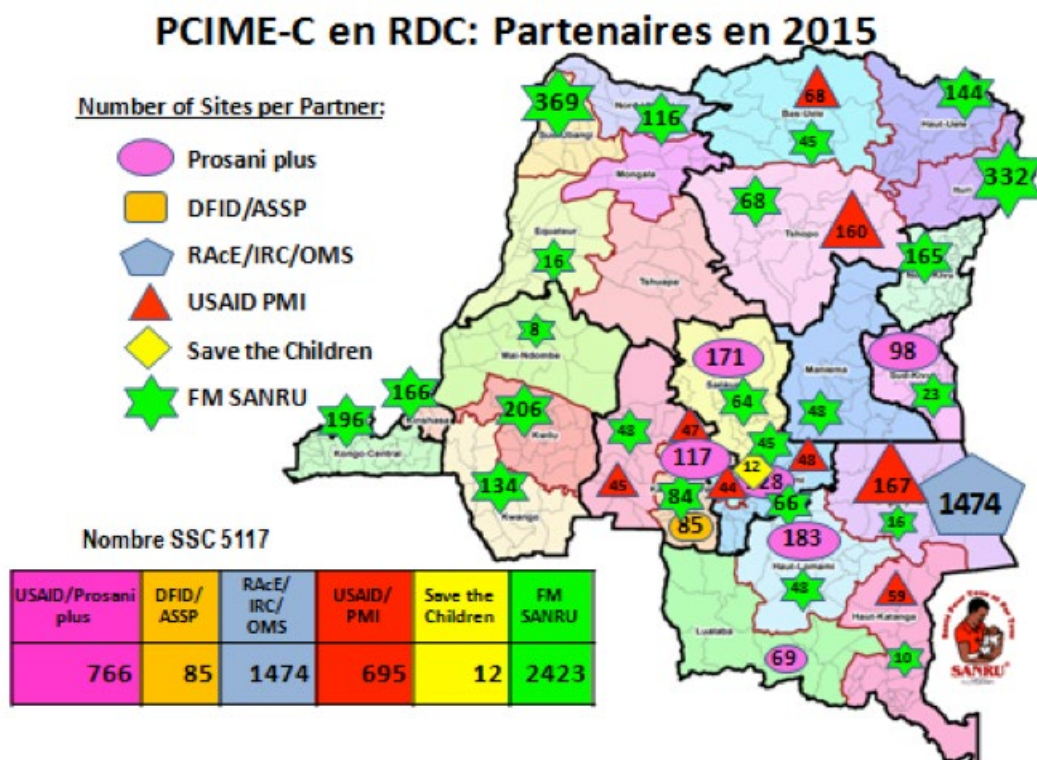 PCIME-C en RDC: Partenaires en 2015
Number of Sites per Partner:
Prosani plus
DFID/ASSP
RAcE/IRC/OMS
USAID PMI
Save the Children
FM SANRU
369
116
68
45
144
332
Bas-Uele
Haut-Uele
Ituri
Mongala
68
160
Tshopo
165
Equateur
16
Tshuapa
8
Mai-Ndombe
171
64
Maniema
48
98
Sud-Kivu
23
166
Kinshasa
196
Kongo-Central
206
Kwilu
134
Kwango
48
47
45
117
45
12
48
44
84
66
85
167
16
1474
183
Haut-Lomami
48
59
Haut-Katanga
Lualaba
69
10
SANRU
Nombre SSC 5117
USAID/Prosani plus
DFID/ASSP
RAcE/IRC/OMS
USAID/PMI
Save the Children
FM SANRU
766
85
1474
695
12
2423